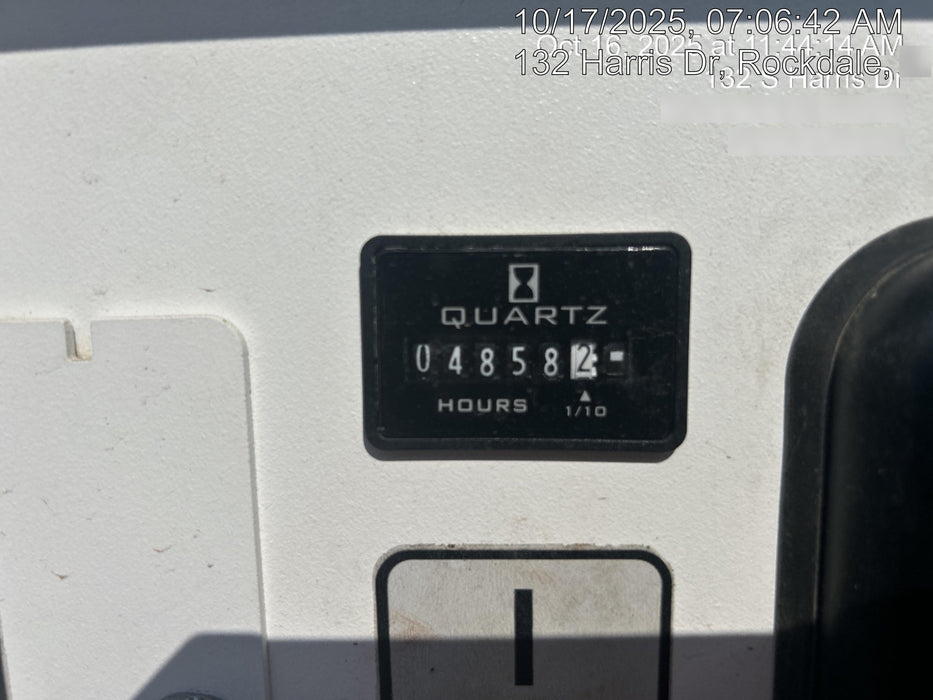 10/17/2025, 07:06:42 AM
Oct 16, 2025 at 11:44:14 AM
132 Harris Dr, Rockdale,
132 S Harris Dr
QUARTZ
048582
HOURS
1/10